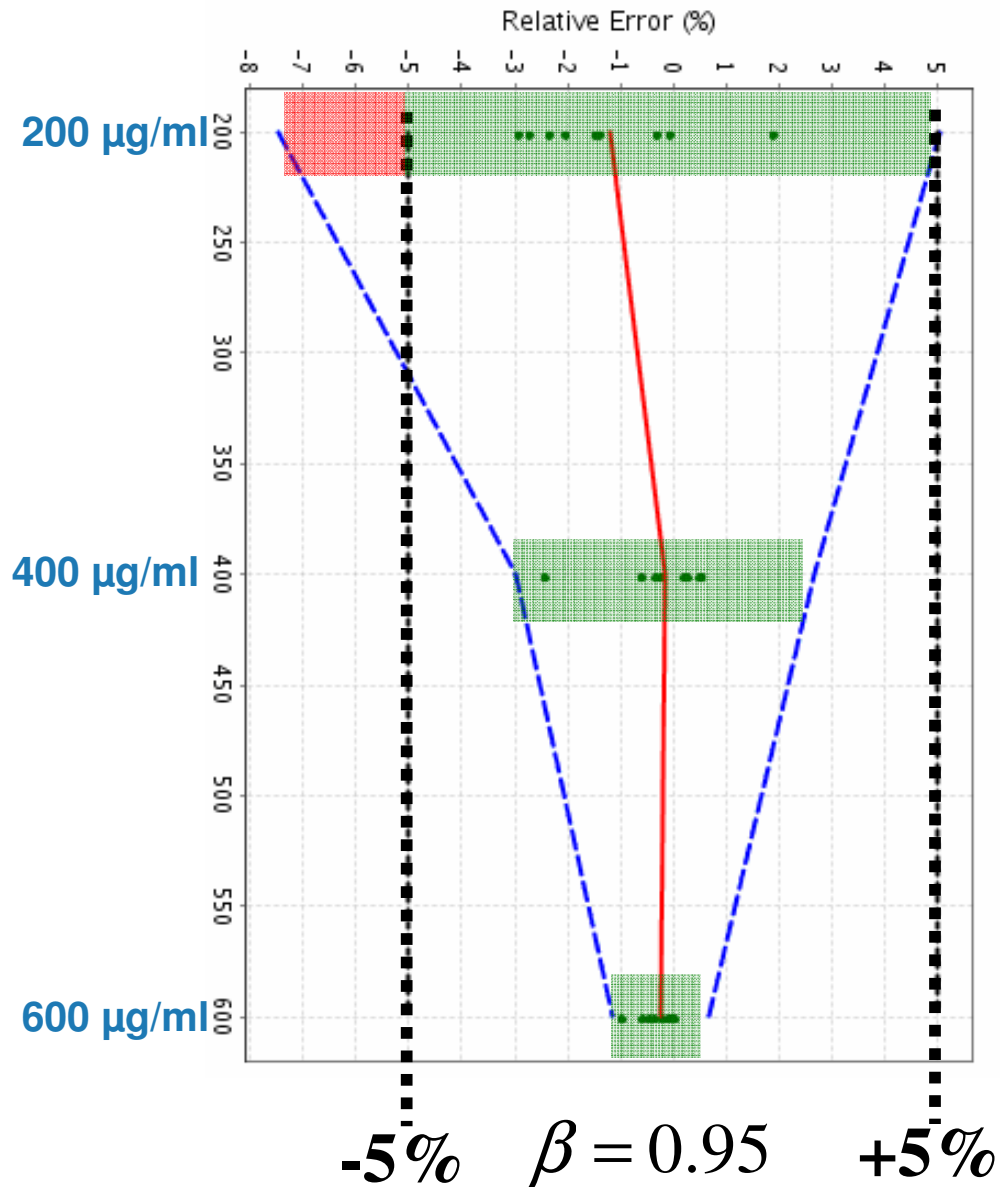 Relative Error (%)
-8 -7 -6 -5 -4 -3 -2 -1 0 1 2 3 4 5
200 µg/ml
200
250
300
350
400 µg/ml
400
450
500
550
600 µg/ml
600
-5% β = 0.95 +5%